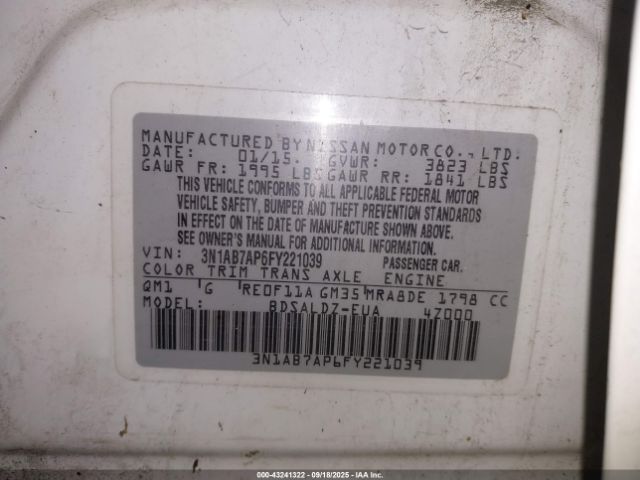 MANUFACTURED BY NISSAN MOTOR CO., LTD.
DATE: 01/15. GVWR: 3823 LBS
GAWR FR: 1995 LBS GAWR RR: 1841 LBS
THIS VEHICLE CONFORMS TO ALL APPLICABLE FEDERAL MOTOR
VEHICLE SAFETY, BUMPER AND THEFT PREVENTION STANDARDS
IN EFFECT ON THE DATE OF MANUFACTURE SHOWN ABOVE.
SEE OWNER'S MANUAL FOR ADDITIONAL INFORMATION
VIN: 3N1AB7AP6FY221039 PASSENGER CAR.
COLOR TRIM TRANS AXLE ENGINE
QM1 G RE0F11A GM35 MRA8DE 1798 CC
MODEL: BDSALDZ-EUA 4Z000
3N1AB7AP6FY221039
000-43241322 - 09/18/2025 - IAA, Inc.